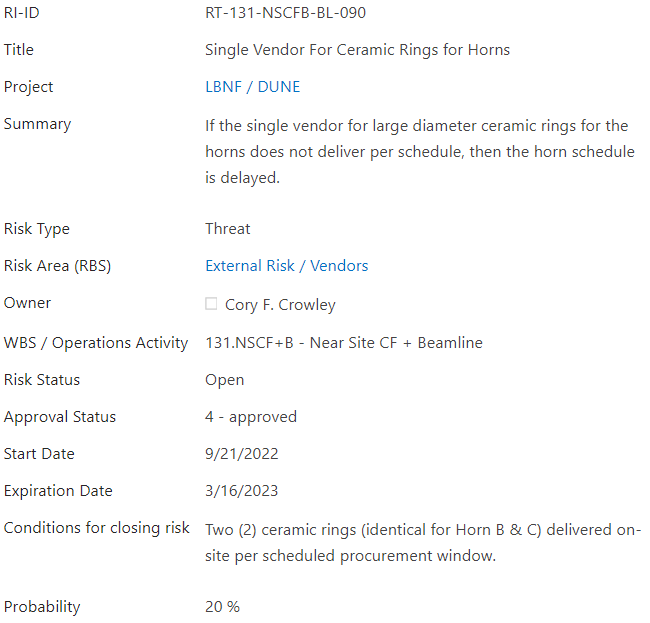 RI-ID RT-131-NSCFB-BL-090
Title Single Vendor For Ceramic Rings for Horns
Project LBNF / DUNE
Summary If the single vendor for large diameter ceramic rings for the
horns does not deliver per schedule, then the horn schedule
is delayed.
Risk Type Threat
Risk Area (RBS) External Risk / Vendors
Owner Cory F. Crowley
WBS / Operations Activity 131.NSCF+B - Near Site CF + Beamline
Risk Status Open
Approval Status 4 - approved
Start Date 9/21/2022
Expiration Date 3/16/2023
Conditions for closing risk Two (2) ceramic rings (identical for Horn B & C) delivered on-
site per scheduled procurement window.
Probability 20 %